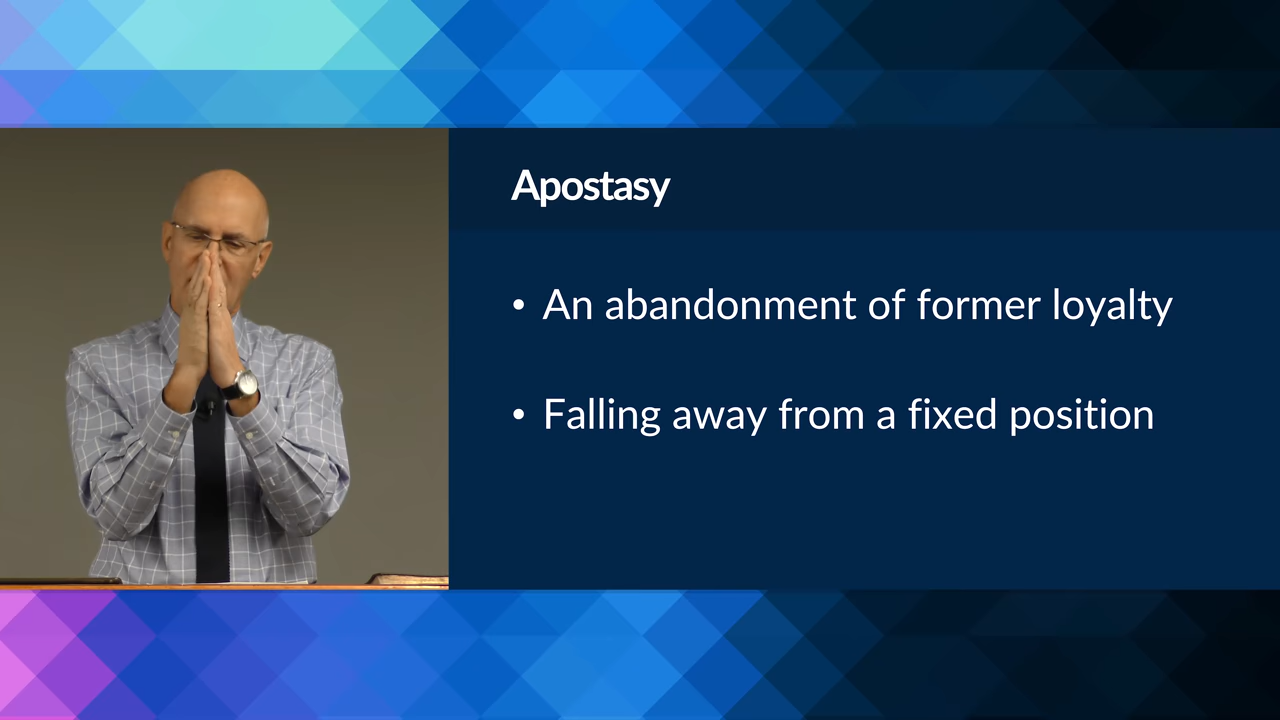 Apostasy
• An abandonment of former loyalty
• Falling away from a fixed position